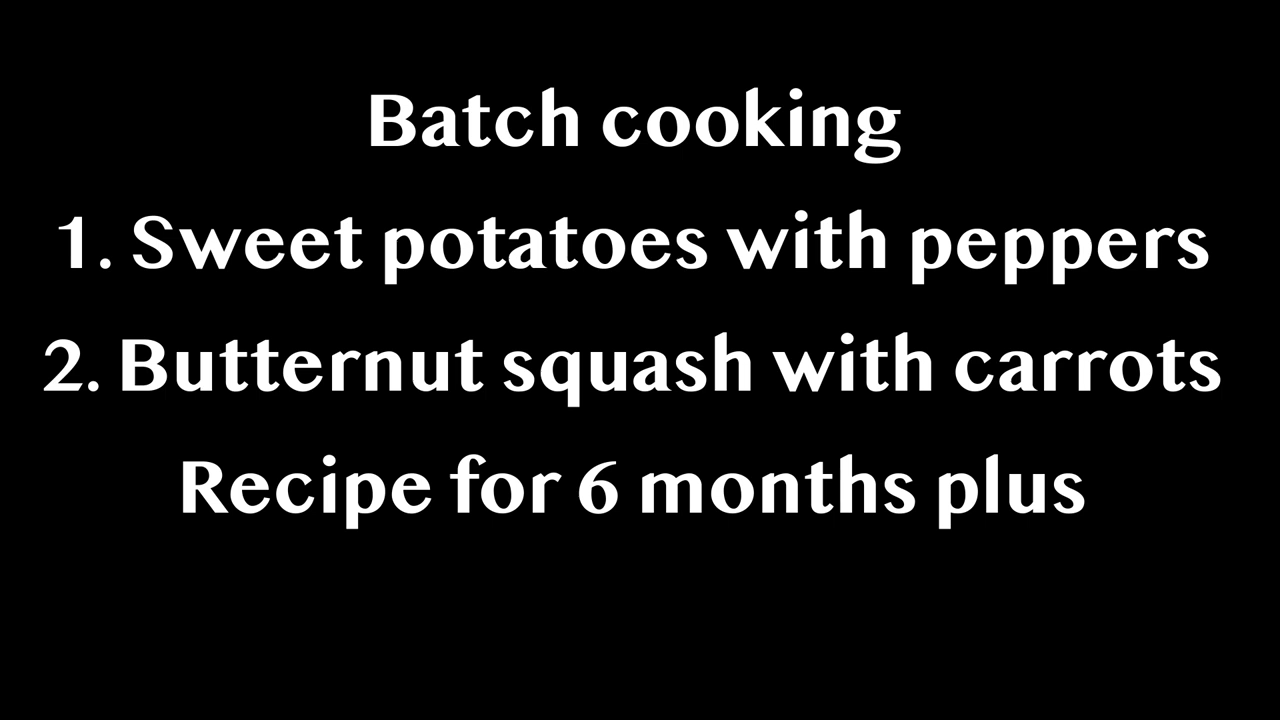 Batch cooking
1. Sweet potatoes with peppers
2. Butternut squash with carrots
Recipe for 6 months plus